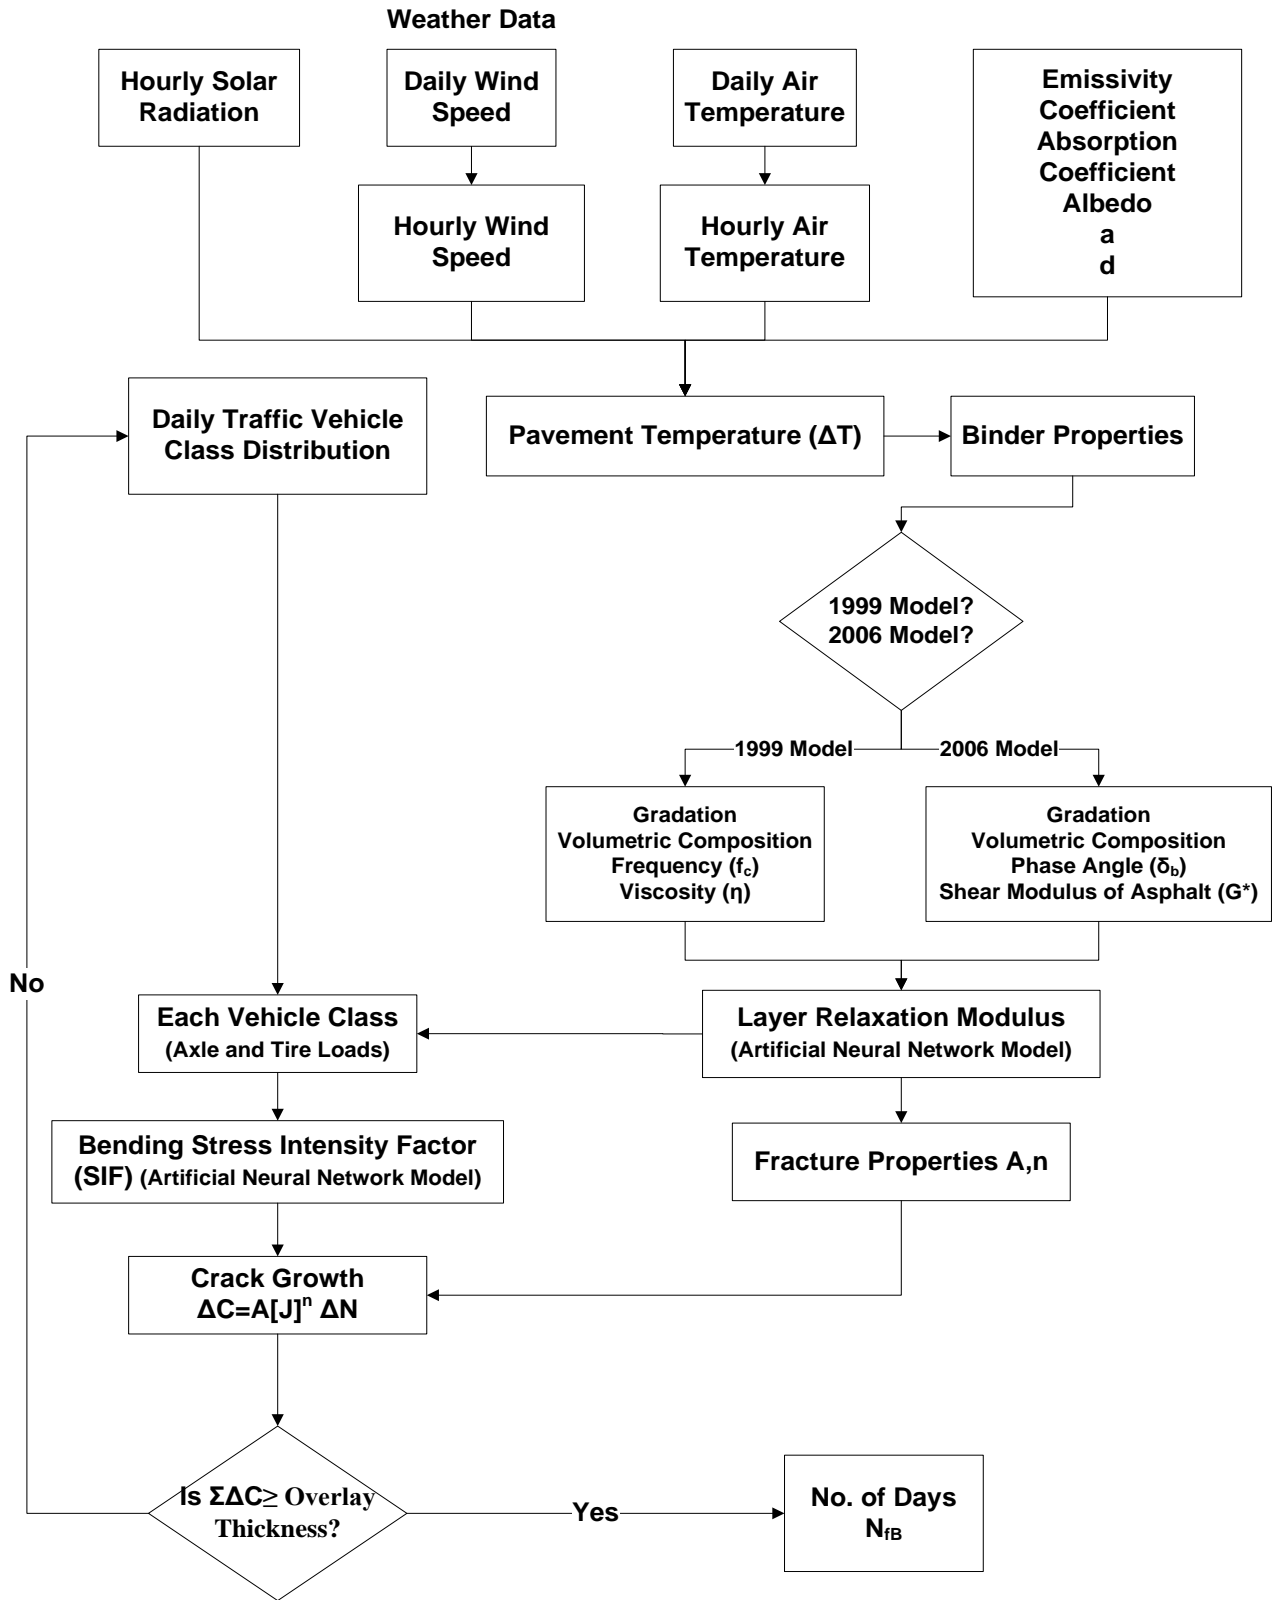 Weather Data
Hourly Solar
Radiation
Daily Wind
Speed
Daily Air
Temperature
Emissivity
Coefficient
Absorption
Coefficient
Albedo
a
d
Hourly Wind
Speed
Hourly Air
Temperature
Daily Traffic Vehicle
Class Distribution
Pavement Temperature (ΔT)
Binder Properties
1999 Model?
2006 Model?
1999 Model
2006 Model
Gradation
Volumetric Composition
Frequency (fc)
Viscosity (η)
Gradation
Volumetric Composition
Phase Angle (δb)
Shear Modulus of Asphalt (G*)
No
Each Vehicle Class
(Axle and Tire Loads)
Layer Relaxation Modulus
(Artificial Neural Network Model)
Bending Stress Intensity Factor
(SIF) (Artificial Neural Network Model)
Fracture Properties A,n
Crack Growth
ΔC=A[J]n ΔN
Is ΣΔC≥ Overlay
Thickness?
Yes
No. of Days
NfB